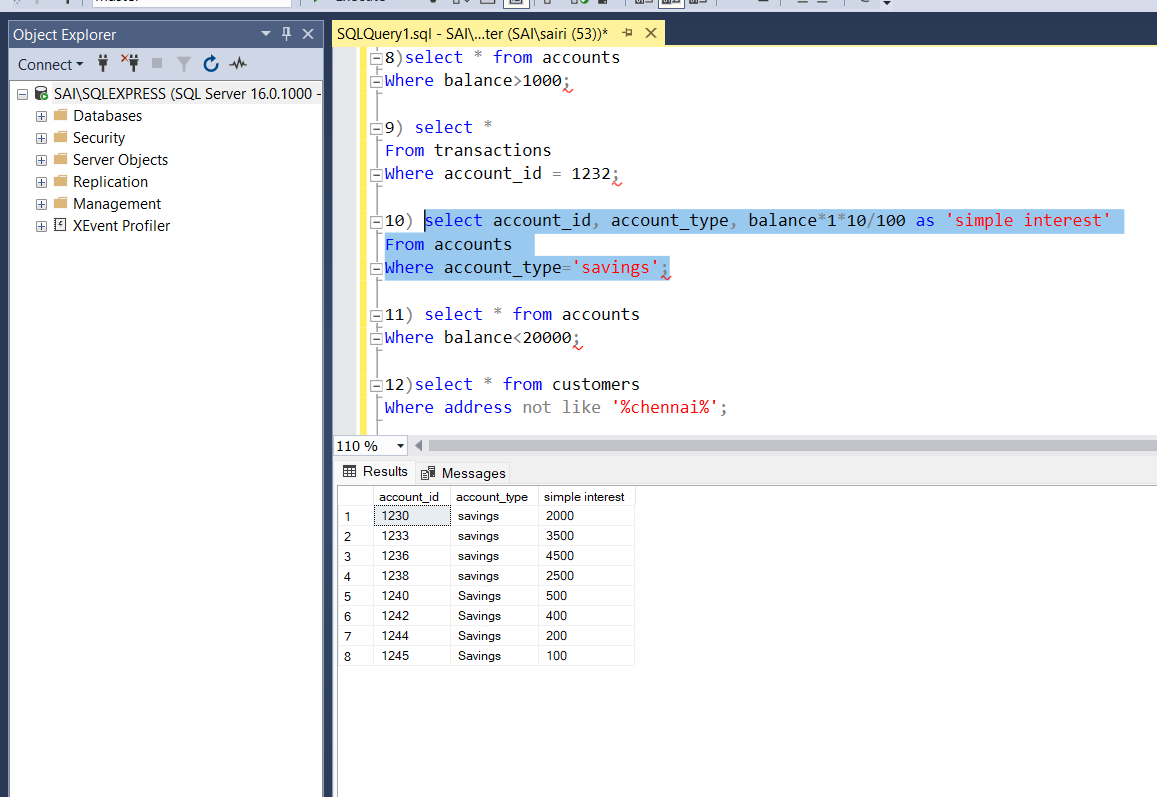 Object Explorer
Connect
SAI\SQLEXPRESS (SQL Server 16.0.1000 -
Databases
Security
Server Objects
Replication
Management
XEvent Profiler
SQLQuery1.sql - SAI\...ter (SAI\sairi (53))*
8)select * from accounts
Where balance>1000;
9) select *
From transactions
Where account_id = 1232;
10) select account_id, account_type, balance*1*10/100 as 'simple interest'
From accounts
Where account_type='savings';
11) select * from accounts
Where balance<20000;
12)select * from customers
Where address not like '%chennai%';
110 %
Results Messages
account_id account_type simple interest
1 1230 savings 2000
2 1233 savings 3500
3 1236 savings 4500
4 1238 savings 2500
5 1240 Savings 500
6 1242 Savings 400
7 1244 Savings 200
8 1245 Savings 100